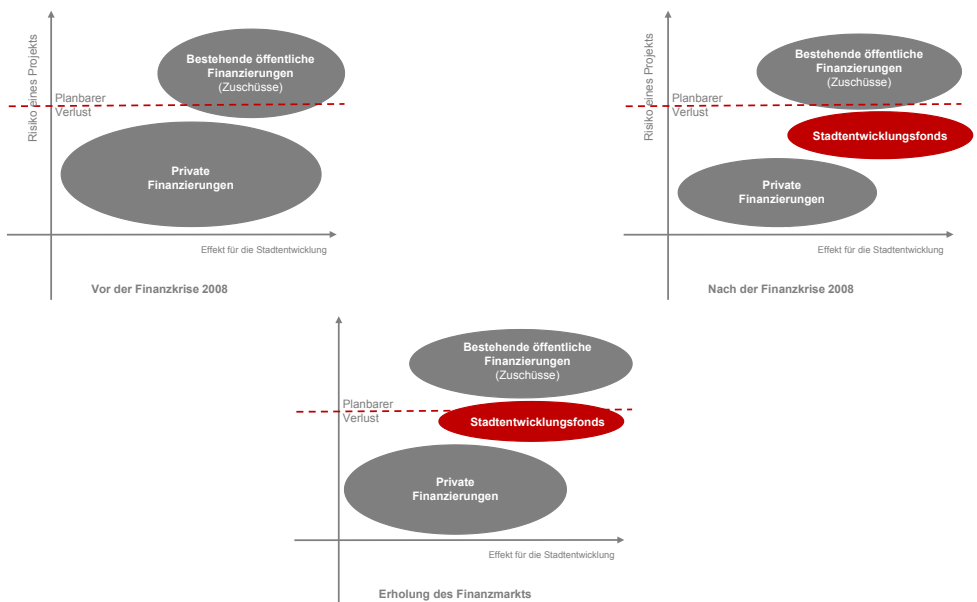 Risiko eines Projekts
Bestehende öffentliche
Finanzierungen
(Zuschüsse)
Planbarer
Verlust
Private
Finanzierungen
Effekt für die Stadtentwicklung
Vor der Finanzkrise 2008
Risiko eines Projekts
Bestehende öffentliche
Finanzierungen
(Zuschüsse)
Planbarer
Verlust
Stadtentwicklungsfonds
Private
Finanzierungen
Effekt für die Stadtentwicklung
Nach der Finanzkrise 2008
Bestehende öffentliche
Finanzierungen
(Zuschüsse)
Planbarer
Verlust
Stadtentwicklungsfonds
Private
Finanzierungen
Effekt für die Stadtentwicklung
Erholung des Finanzmarkts